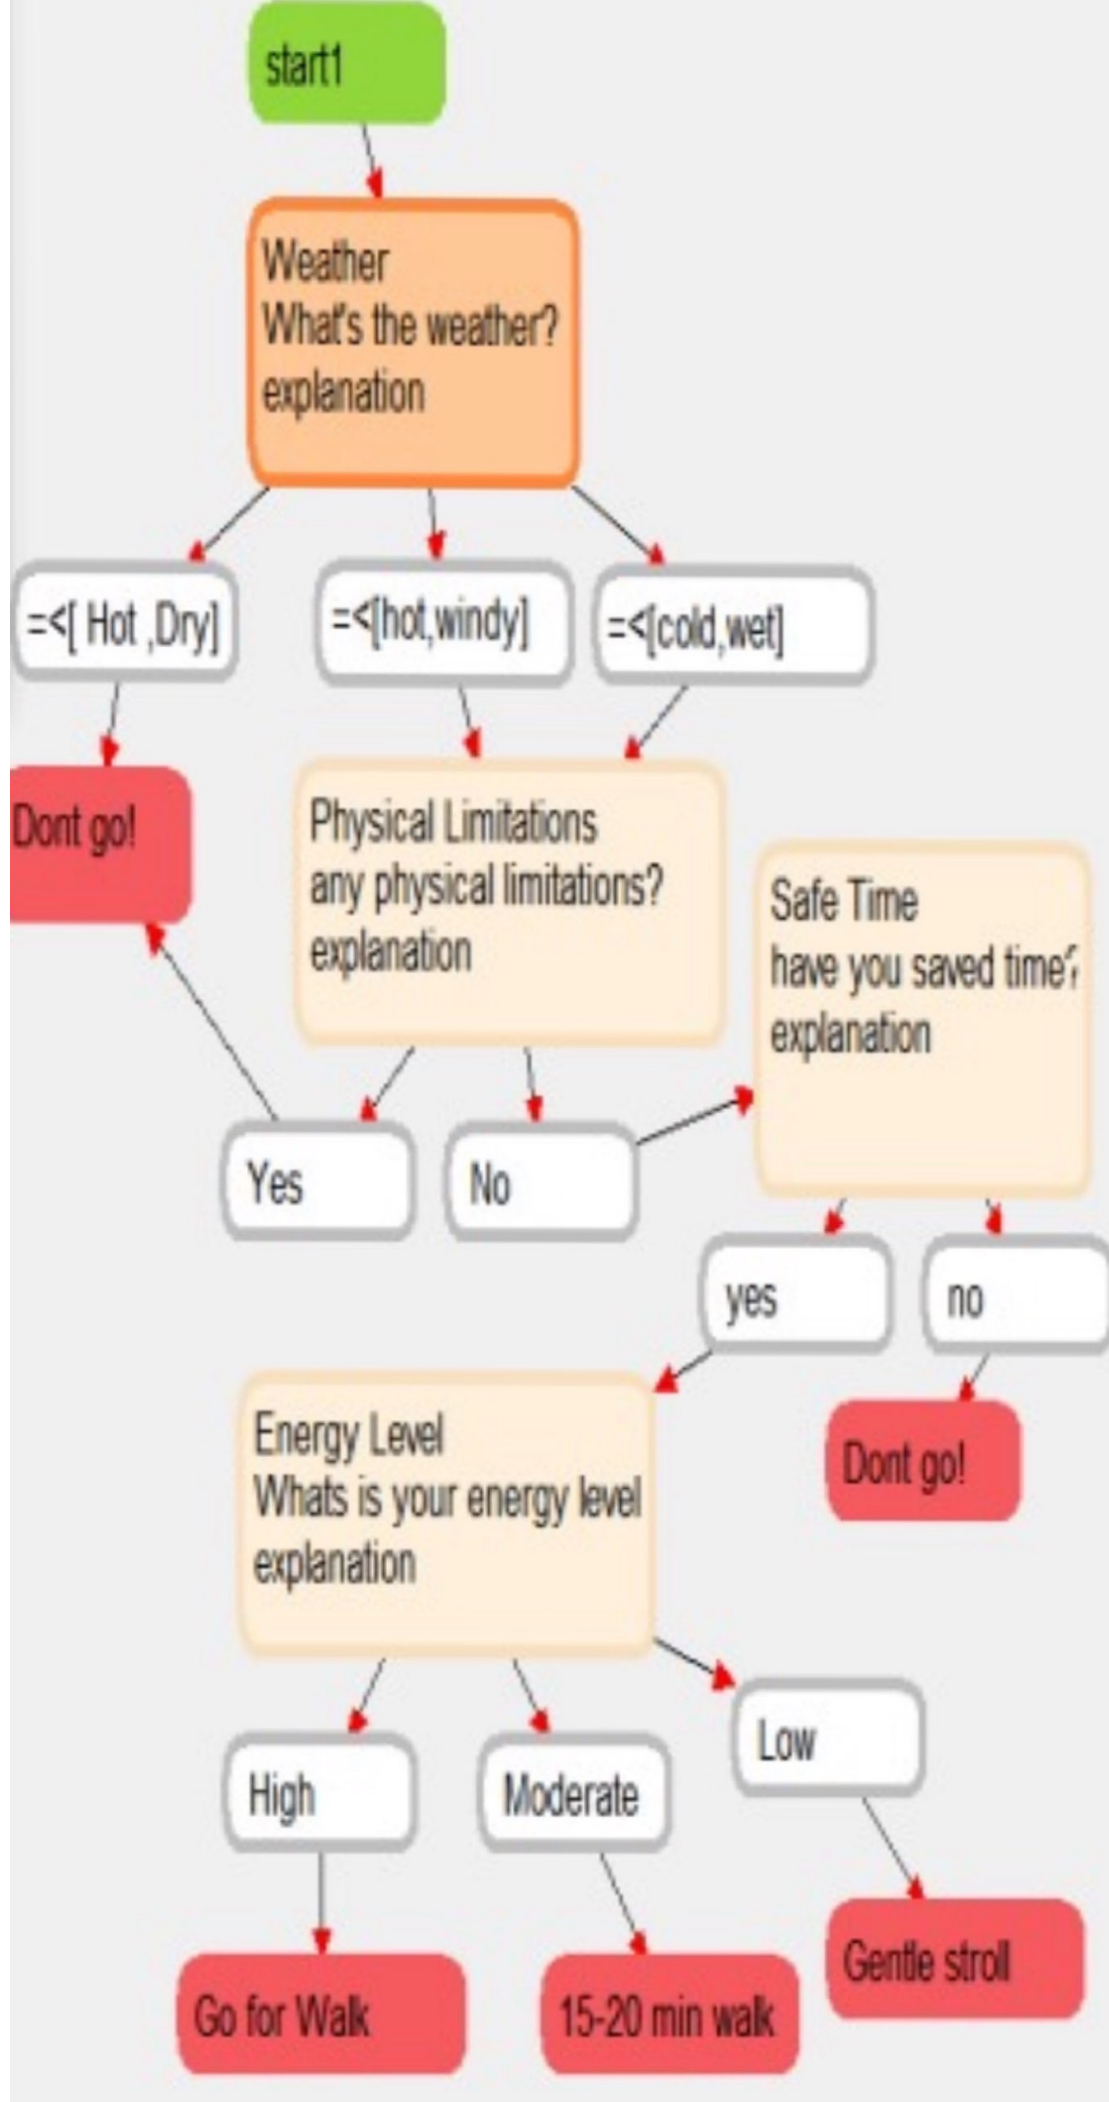 start1
Weather
What's the weather?
explanation
=<[ Hot ,Dry]
=<[hot,windy]
=<[cold,wet]
Dont go!
Physical Limitations
any physical limitations?
explanation
Safe Time
have you saved time?
explanation
Yes
No
yes
no
Dont go!
Energy Level
Whats is your energy level
explanation
High
Moderate
Low
Go for Walk
15-20 min walk
Gentle stroll